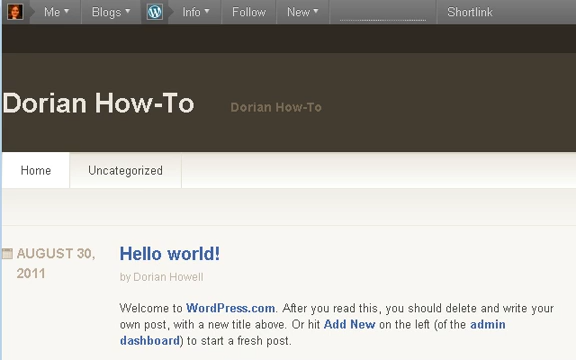 Me Blogs Info Follow New Shortlink
Dorian How-To Dorian How-To
Home Uncategorized
AUGUST 30, 2011
Hello world!
by Dorian Howell
Welcome to WordPress.com. After you read this, you should delete and write your
own post, with a new title above. Or hit Add New on the left (of the admin
dashboard) to start a fresh post.